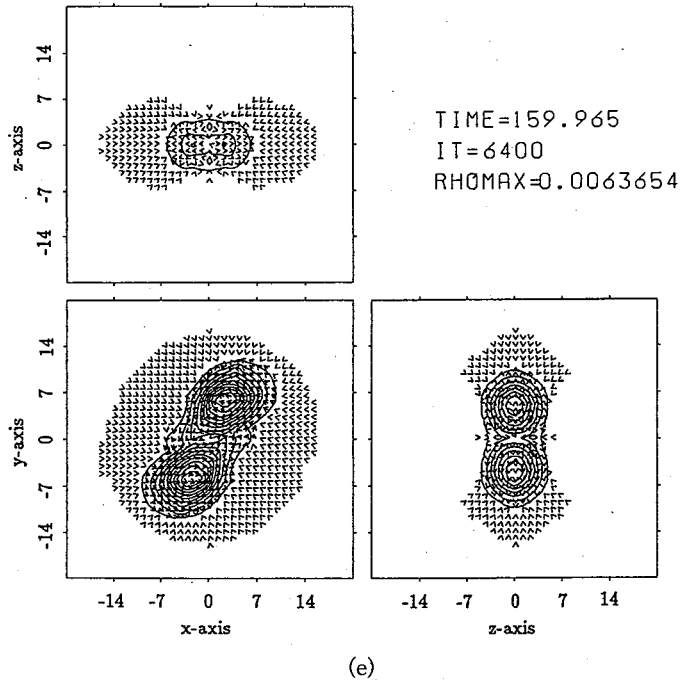 14
7
0
-7
-14
z-axis
TIME=159.965
IT=6400
RHOMAX=0.0063654
14
7
0
-7
-14
y-axis
-14 -7 0 7 14
x-axis
-14 -7 0 7 14
z-axis
(e)